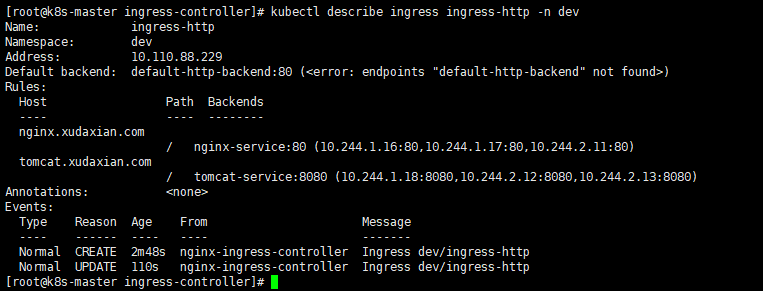 [root@k8s-master ingress-controller]# kubectl describe ingress ingress-http -n dev
Name:             ingress-http
Namespace:        dev
Address:          10.110.88.229
Default backend:  default-http-backend:80 (<error: endpoints "default-http-backend" not found>)
Rules:
  Host                 Path  Backends
  ----                 ----  --------
  nginx.xudaxian.com
                       /   nginx-service:80 (10.244.1.16:80,10.244.1.17:80,10.244.2.11:80)
  tomcat.xudaxian.com
                       /   tomcat-service:8080 (10.244.1.18:8080,10.244.2.12:8080,10.244.2.13:8080)
Annotations:           <none>
Events:
  Type    Reason  Age    From                      Message
  ----    ------  ----   ----                      -------
  Normal  CREATE  2m48s  nginx-ingress-controller  Ingress dev/ingress-http
  Normal  UPDATE  110s   nginx-ingress-controller  Ingress dev/ingress-http
[root@k8s-master ingress-controller]#